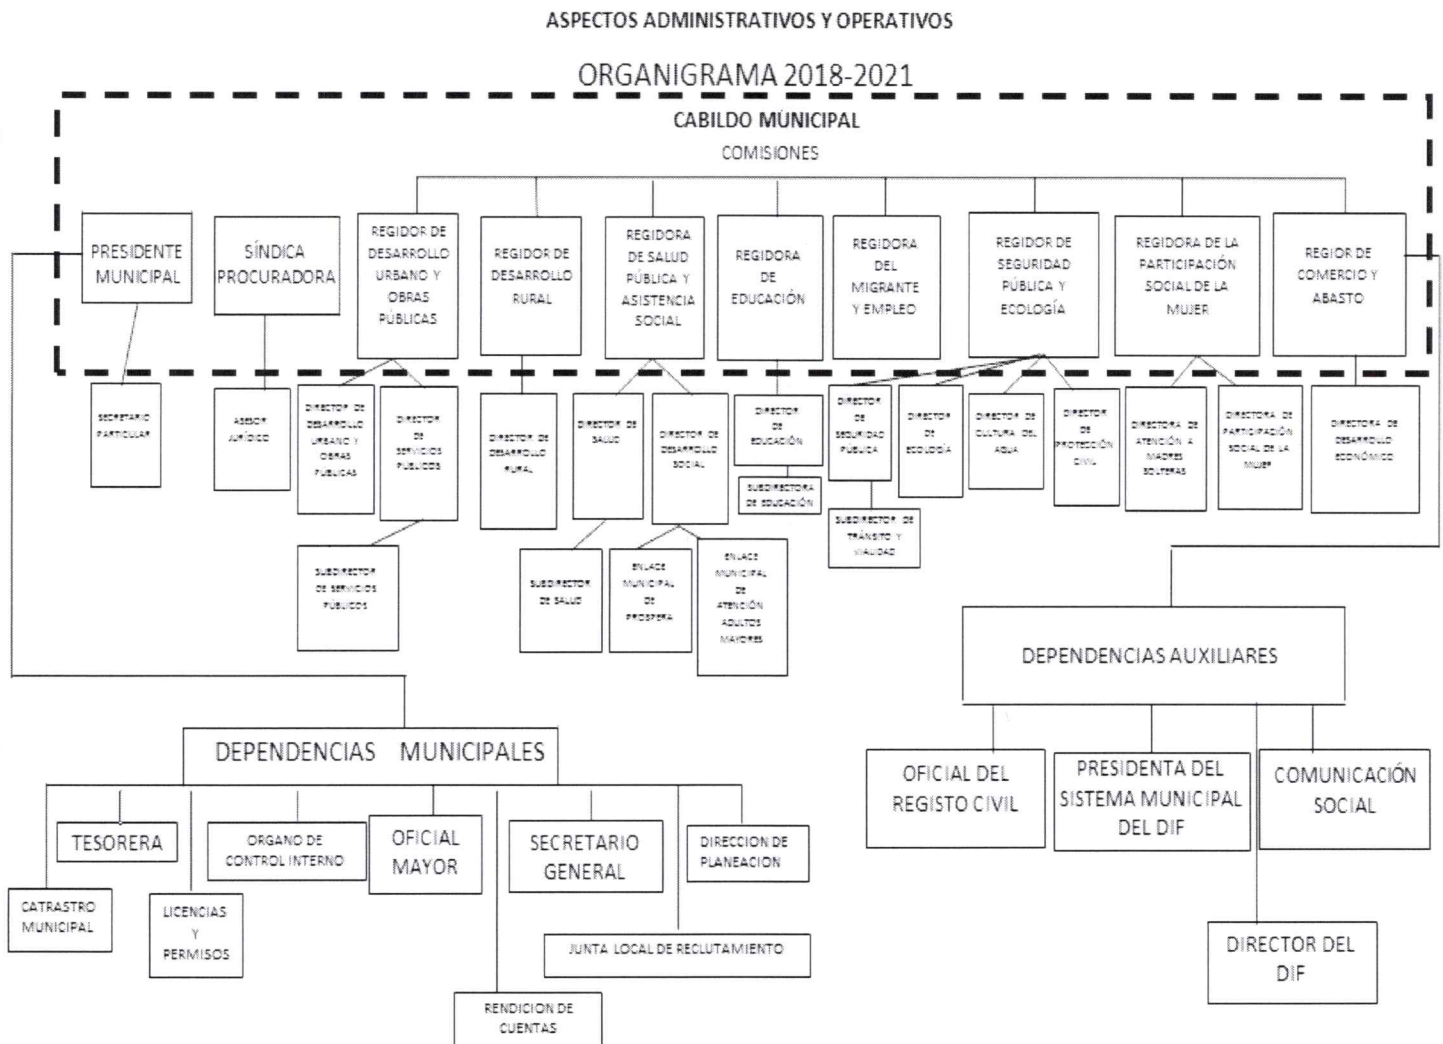 ASPECTOS ADMINISTRATIVOS Y OPERATIVOS
ORGANIGRAMA 2018-2021
CABILDO MUNICIPAL
COMISIONES
PRESIDENTE
MUNICIPAL
SÍNDICA
PROCURADORA
REGIDOR DE
DESARROLLO
URBANO Y
OBRAS
PÚBLICAS
REGIDOR DE
DESARROLLO
RURAL
REGIDORA
DE SALUD
PÚBLICA Y
ASISTENCIA
SOCIAL
REGIDORA
DE
EDUCACIÓN
REGIDORA
DEL
MIGRANTE
Y EMPLEO
REGIDOR DE
SEGURIDAD
PÚBLICA Y
ECOLOGÍA
REGIDORA DE LA
PARTICIPACIÓN
SOCIAL DE LA
MUJER
REGIOR DE
COMERCIO Y
ABASTO
SECRETARIO
PARTICULAR
ASESOR
JURÍDICO
DIRECTOR DE
DESARROLLO
URBANO Y
OBRAS
PÚBLICAS
DIRECTOR
DE
SERVICIOS
PÚBLICOS
DIRECTOR DE
DESARROLLO
RURAL
DIRECTOR DE
SALUD
DIRECTOR DE
DESARROLLO
SOCIAL
DIRECTOR DE
EDUCACIÓN
SUBDIRECTORA
DE EDUCACIÓN
DIRECTOR
DE
SEGURIDAD
PÚBLICA
DIRECTOR
DE
ECOLOGÍA
DIRECTOR DE
CULTURA DEL
AGUA
DIRECTOR
DE
PROTECCIÓN
CIVIL
DIRECTORA DE
ATENCIÓN A
MADRES
SOLTERAS
DIRECTORA DE
PARTICIPACIÓN
SOCIAL DE LA
MUJER
DIRECTORA DE
DESARROLLO
ECONÓMICO
SUBDIRECTOR
DE SERVICIOS
PÚBLICOS
SUBDIRECTOR
DE SALUD
ENLACE
MUNICIPAL
DE
PROSPERA
ENLACE
MUNICIPAL
DE
ATENCIÓN
ADULTOS
MAYORES
SUBDIRECTOR DE
TRÁNSITO Y
VIALIDAD
DEPENDENCIAS AUXILIARES
OFICIAL DEL
REGISTO CIVIL
PRESIDENTA DEL
SISTEMA MUNICIPAL
DEL DIF
COMUNICACIÓN
SOCIAL
DIRECTOR DEL
DIF
DEPENDENCIAS MUNICIPALES
TESORERA
ORGANO DE
CONTROL INTERNO
OFICIAL
MAYOR
SECRETARIO
GENERAL
DIRECCION DE
PLANEACION
CATRASTRO
MUNICIPAL
LICENCIAS
Y
PERMISOS
JUNTA LOCAL DE RECLUTAMIENTO
RENDICION DE
CUENTAS